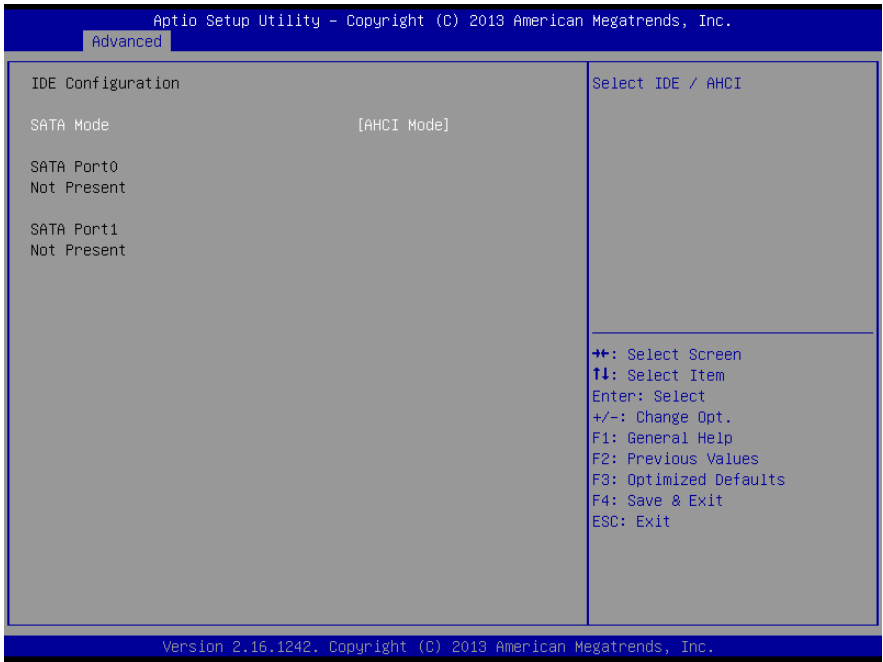 Aptio Setup Utility – Copyright (C) 2013 American Megatrends, Inc.
Advanced
IDE Configuration
SATA Mode [AHCI Mode]
SATA Port0
Not Present
SATA Port1
Not Present
Select IDE / AHCI
→←: Select Screen
↑↓: Select Item
Enter: Select
+/-: Change Opt.
F1: General Help
F2: Previous Values
F3: Optimized Defaults
F4: Save & Exit
ESC: Exit
Version 2.16.1242. Copyright (C) 2013 American Megatrends, Inc.